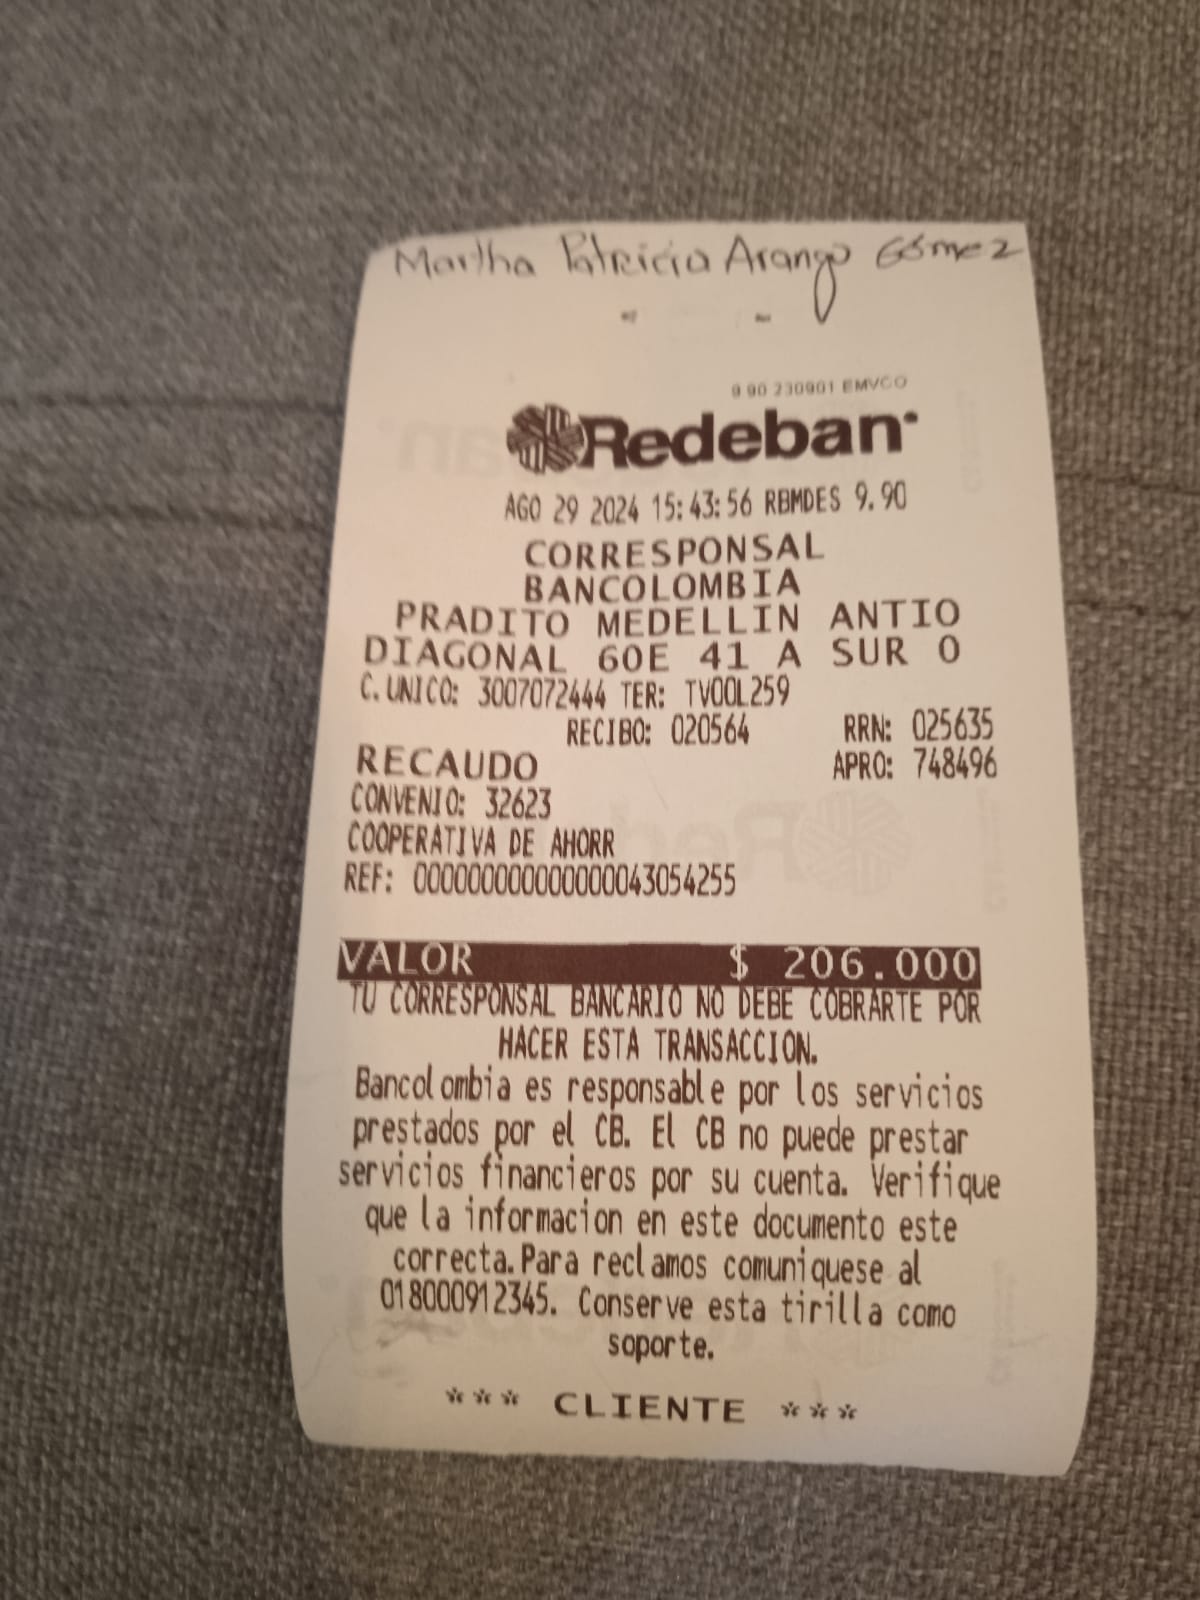 Martha Patricia Arango Gómez
9 90 230901 EMVCO
Redeban
AGO 29 2024 15:43:56 RBMDES 9.90
CORRESPONSAL
BANCOLOMBIA
PRADITO MEDELLIN ANTIO
DIAGONAL 60E 41 A SUR 0
C.UNICO: 3007072444 TER: TV00L259
RECIBO: 020564 RRN: 025635
RECAUDO APRO: 748496
CONVENIO: 32623
COOPERATIVA DE AHORR
REF: 000000000000000043054255
VALOR $ 206.000
TU CORRESPONSAL BANCARIO NO DEBE COBRARTE POR
HACER ESTA TRANSACCION.
Bancolombia es responsable por los servicios
prestados por el CB. El CB no puede prestar
servicios financieros por su cuenta. Verifique
que la informacion en este documento este
correcta.Para reclamos comuniquese al
018000912345. Conserve esta tirilla como
soporte.
*** CLIENTE ***